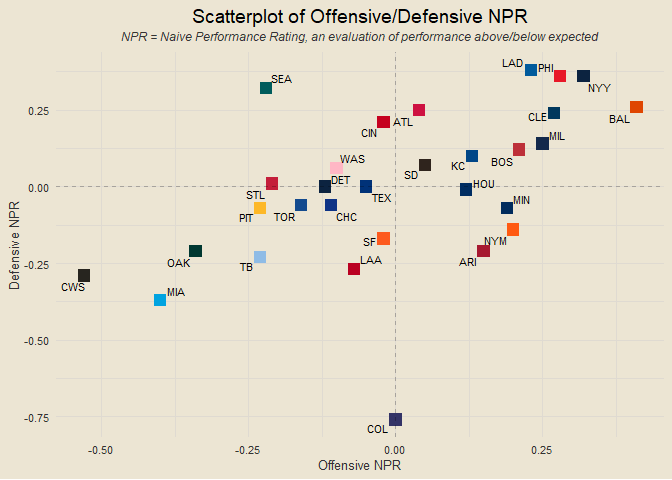 Scatterplot of Offensive/Defensive NPR
NPR = Naive Performance Rating, an evaluation of performance above/below expected
LAD
PHI
SEA
NYY
0.25
ATL
CLE
BAL
CIN
MIL
WAS
KC
BOS
SD
DET
HOU
0.00
STL
TEX
MIN
PIT
TOR
CHC
SF
NYM
OAK
TB
LAA
ARI
-0.25
CWS
MIA
-0.50
-0.75
COL
Defensive NPR
-0.50
-0.25
0.00
0.25
Offensive NPR